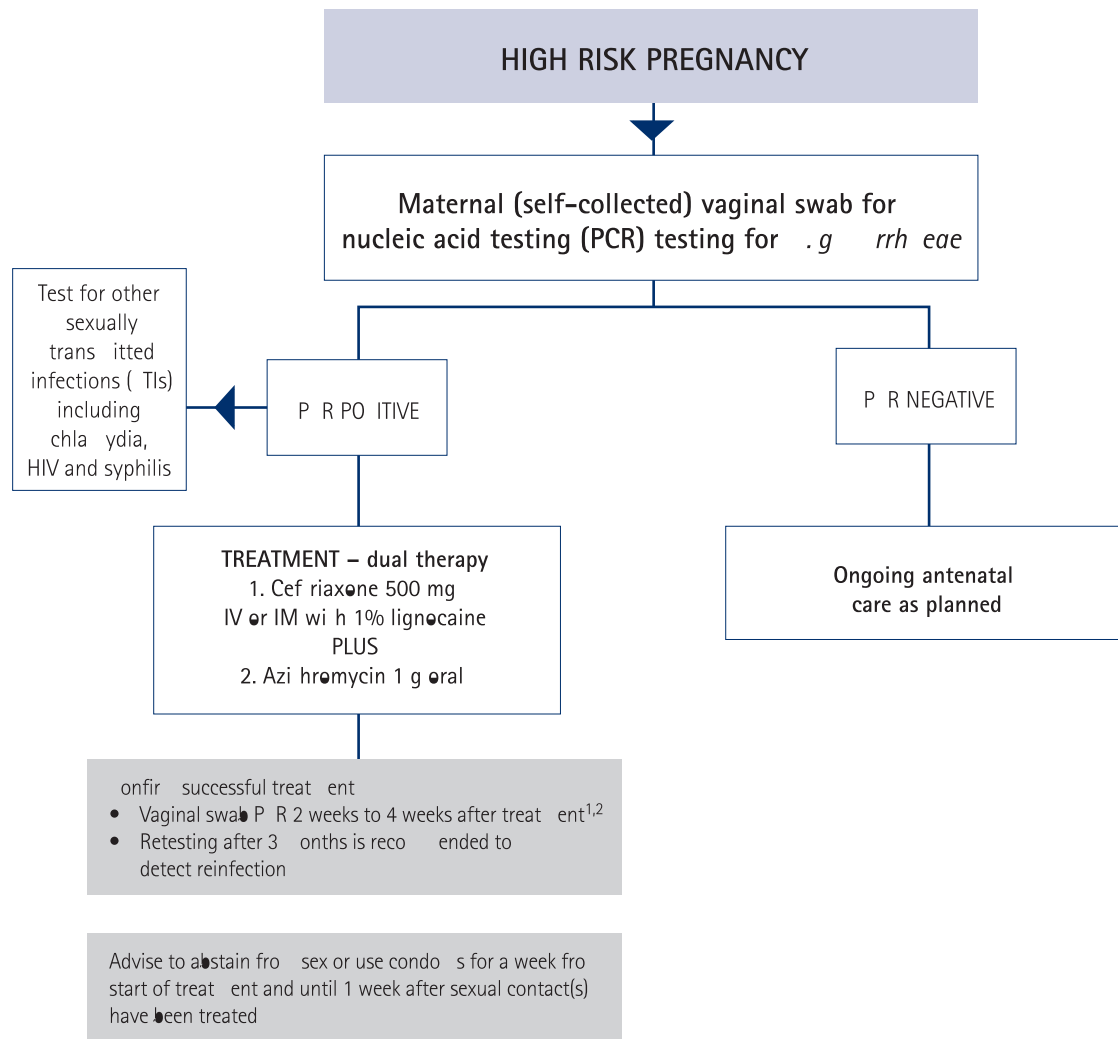 HIGH RISK PREGNANCY
Maternal (self-collected) vaginal swab for
nucleic acid testing (PCR) testing for . g rrh eae
Test for other
sexually
trans itted
infections ( TIs)
including
chla ydia,
HIV and syphilis
P R PO ITIVE
P R NEGATIVE
TREATMENT – dual therapy
1. Cef riaxone 500 mg
IV or IM wi h 1% lignocaine
PLUS
2. Azi hromycin 1 g oral
Ongoing antenatal
care as planned
onfir successful treat ent
• Vaginal swab P R 2 weeks to 4 weeks after treat ent1,2
• Retesting after 3 onths is reco ended to
detect reinfection
Advise to abstain fro sex or use condo s for a week fro
start of treat ent and until 1 week after sexual contact(s)
have been treated